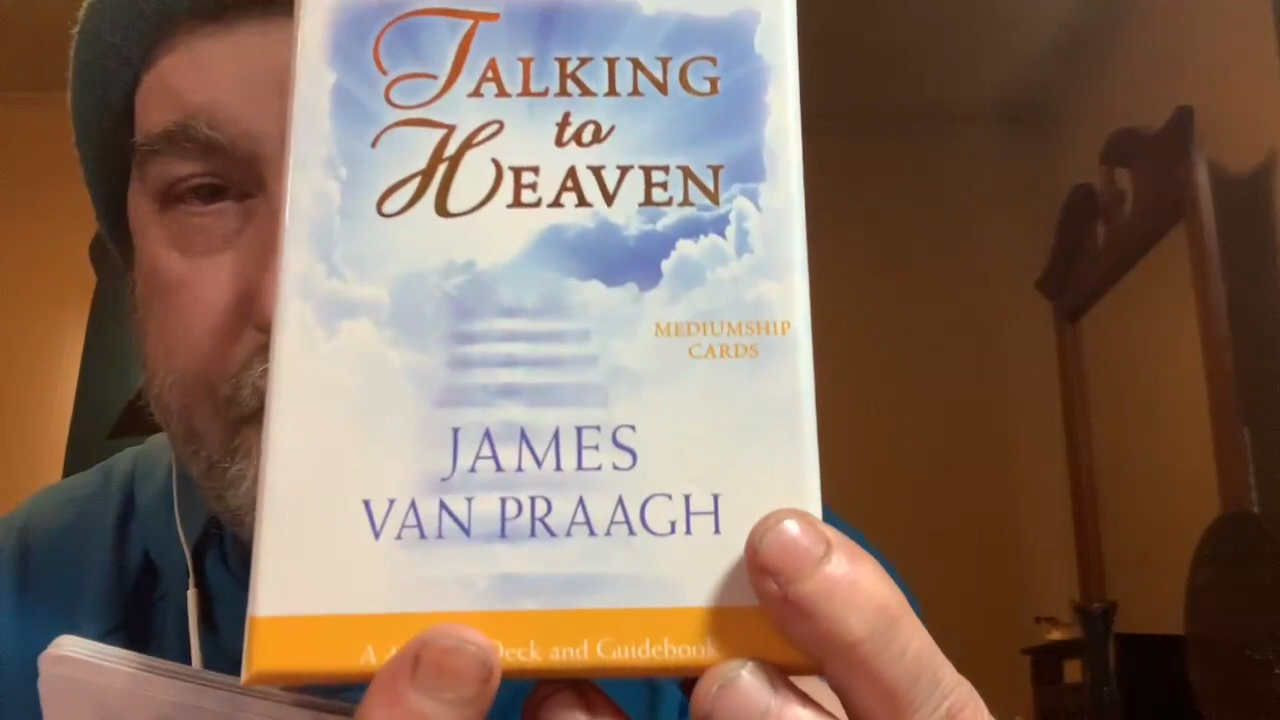 TALKING
to
HEAVEN
MEDIUMSHIP
CARDS
JAMES
VAN PRAAGH
A Deck and Guidebook